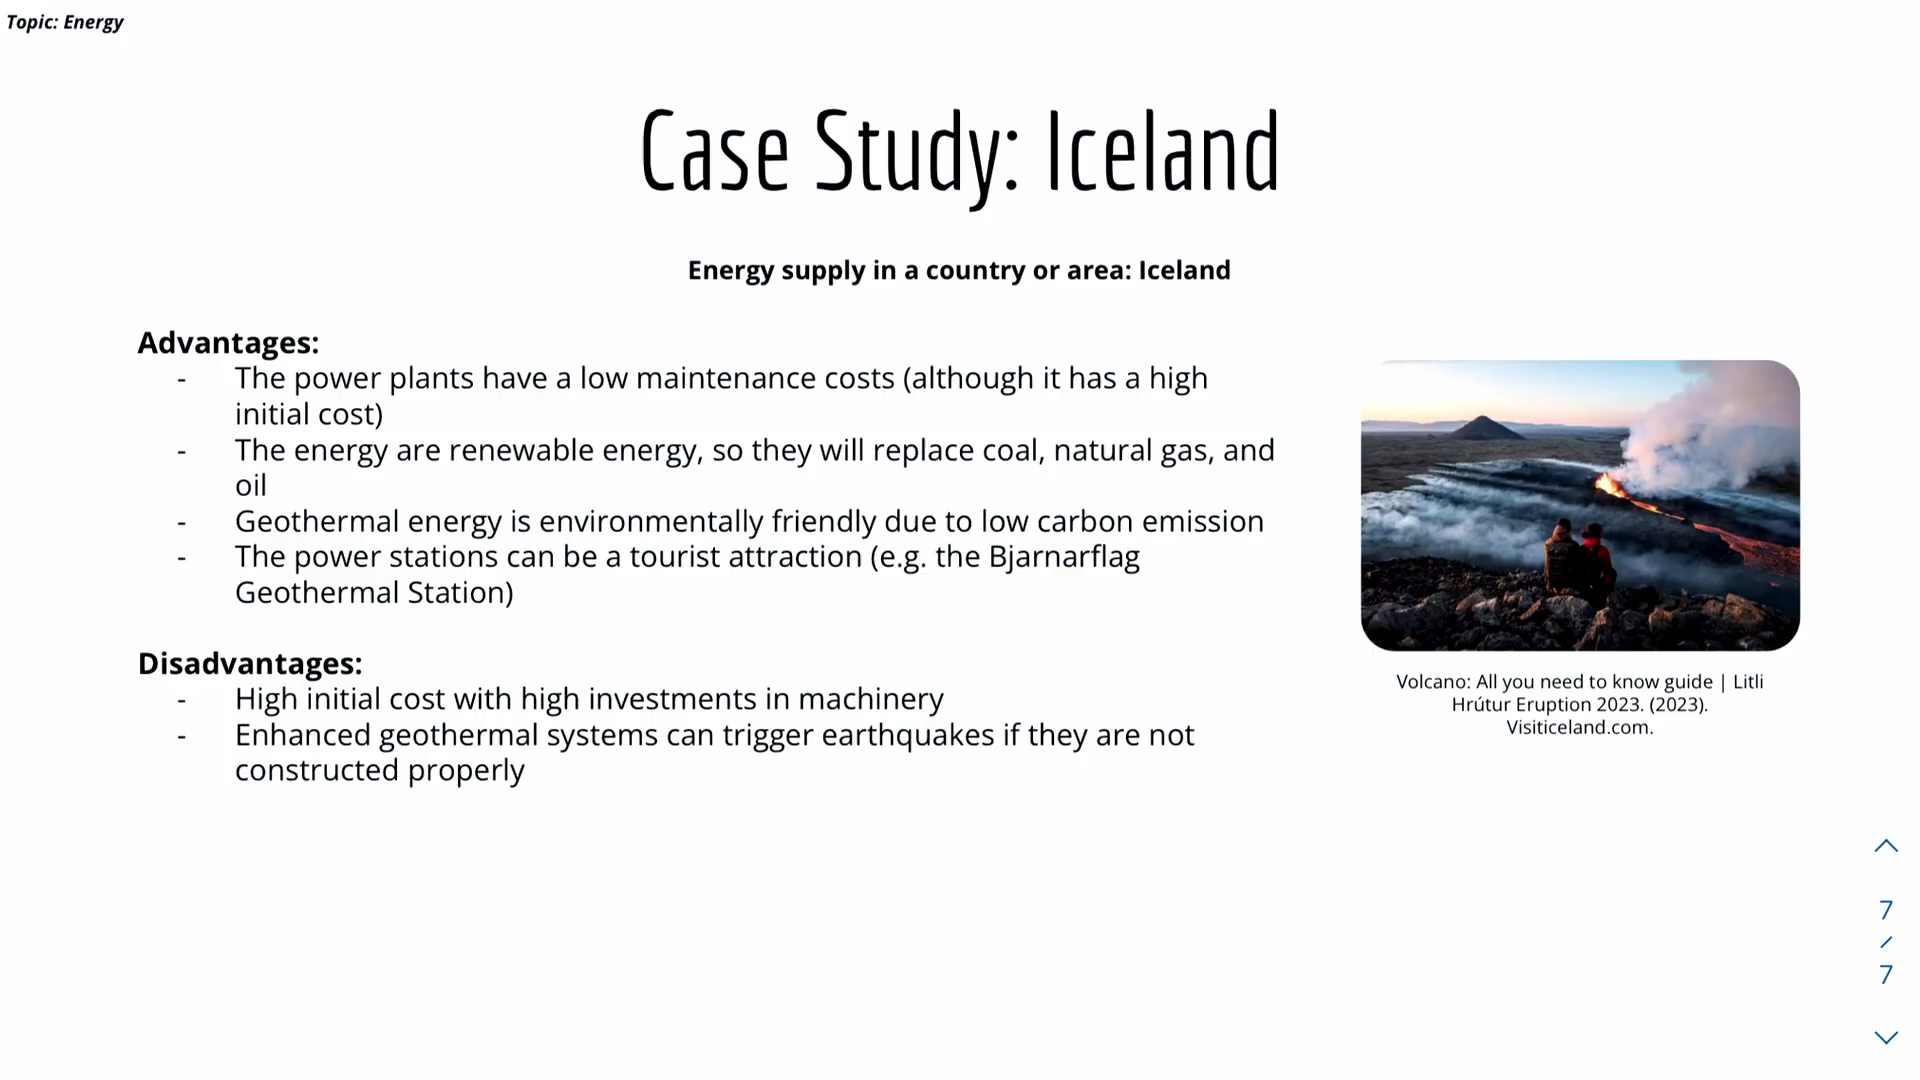 Topic: Energy
Case Study: Iceland
Energy supply in a country or area: Iceland
Advantages:
- The power plants have a low maintenance costs (although it has a high
initial cost)
- The energy are renewable energy, so they will replace coal, natural gas, and
oil
- Geothermal energy is environmentally friendly due to low carbon emission
- The power stations can be a tourist attraction (e.g. the Bjarnarflag
Geothermal Station)
Disadvantages:
- High initial cost with high investments in machinery
- Enhanced geothermal systems can trigger earthquakes if they are not
constructed properly
Volcano: All you need to know guide | Litli
Hrútur Eruption 2023. (2023).
Visiticeland.com.
7
/
7